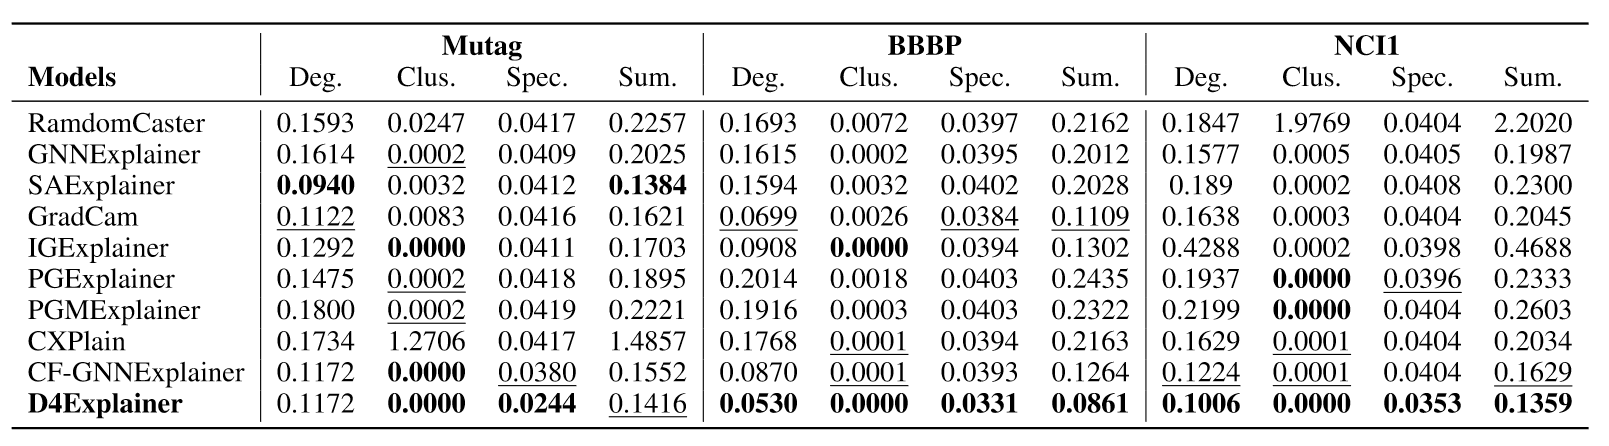 Mutag BBBP NCI1
Models Deg. Clus. Spec. Sum. Deg. Clus. Spec. Sum. Deg. Clus. Spec. Sum.
RamdomCaster 0.1593 0.0247 0.0417 0.2257 0.1693 0.0072 0.0397 0.2162 0.1847 1.9769 0.0404 2.2020
GNNExplainer 0.1614 0.0002 0.0409 0.2025 0.1615 0.0002 0.0395 0.2012 0.1577 0.0005 0.0405 0.1987
SAExplainer 0.0940 0.0032 0.0412 0.1384 0.1594 0.0032 0.0402 0.2028 0.189 0.0002 0.0408 0.2300
GradCam 0.1122 0.0083 0.0416 0.1621 0.0699 0.0026 0.0384 0.1109 0.1638 0.0003 0.0404 0.2045
IGExplainer 0.1292 0.0000 0.0411 0.1703 0.0908 0.0000 0.0394 0.1302 0.4288 0.0002 0.0398 0.4688
PGExplainer 0.1475 0.0002 0.0418 0.1895 0.2014 0.0018 0.0403 0.2435 0.1937 0.0000 0.0396 0.2333
PGMExplainer 0.1800 0.0002 0.0419 0.2221 0.1916 0.0003 0.0403 0.2322 0.2199 0.0000 0.0404 0.2603
CXPlain 0.1734 1.2706 0.0417 1.4857 0.1768 0.0001 0.0394 0.2163 0.1629 0.0001 0.0404 0.2034
CF-GNNExplainer 0.1172 0.0000 0.0380 0.1552 0.0870 0.0001 0.0393 0.1264 0.1224 0.0001 0.0404 0.1629
D4Explainer 0.1172 0.0000 0.0244 0.1416 0.0530 0.0000 0.0331 0.0861 0.1006 0.0000 0.0353 0.1359